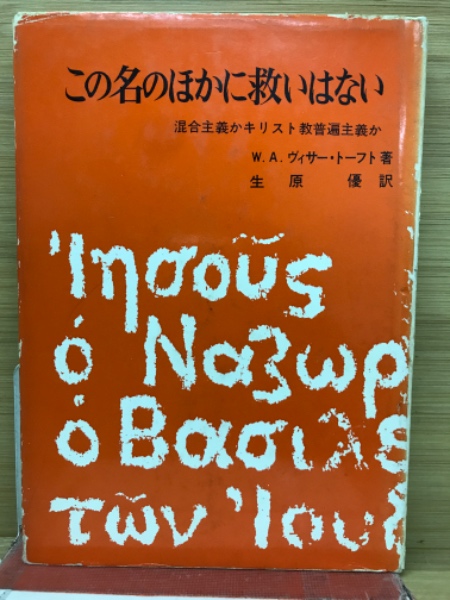 この名のほかに救いはない
混合主義かキリスト教普遍主義か
W. A. ヴィサー・トーフト 著
生原 優 訳
Ἰησοῦς
ὁ Ναζωρ
ὁ Βασιλε
τῶν Ἰουδ